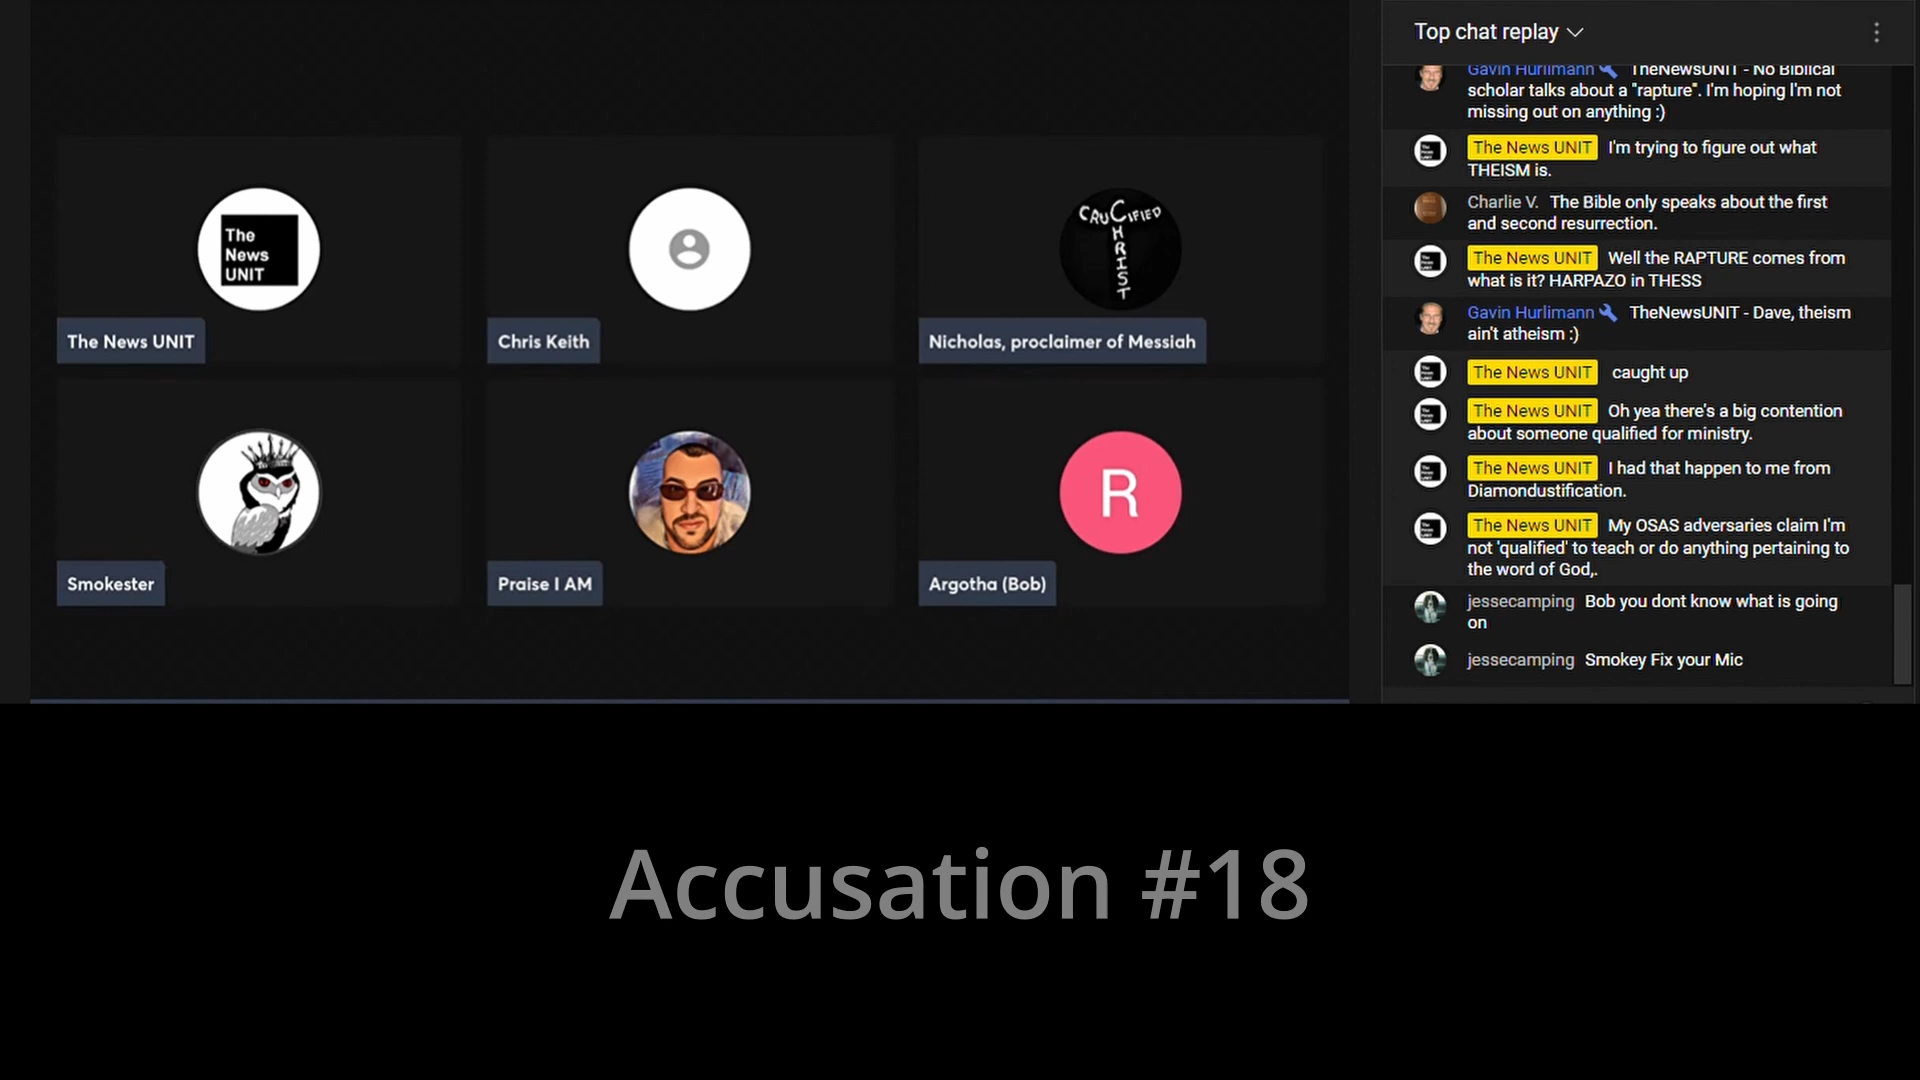 The
News
UNIT
The News UNIT
Chris Keith
CRUCIFIED
CHRIST
Nicholas, proclaimer of Messiah
Smokester
Praise I AM
R
Argotha (Bob)
Top chat replay
Gavin Hurlimann TheNewsUNIT - No Biblical
scholar talks about a "rapture". I'm hoping I'm not
missing out on anything :)
The News UNIT I'm trying to figure out what
THEISM is.
Charlie V. The Bible only speaks about the first
and second resurrection.
The News UNIT Well the RAPTURE comes from
what is it? HARPAZO in THESS
Gavin Hurlimann TheNewsUNIT - Dave, theism
ain't atheism :)
The News UNIT caught up
The News UNIT Oh yea there's a big contention
about someone qualified for ministry.
The News UNIT I had that happen to me from
Diamondustification.
The News UNIT My OSAS adversaries claim I'm
not 'qualified' to teach or do anything pertaining to
the word of God,.
jessecamping Bob you dont know what is going
on
jessecamping Smokey Fix your Mic
Accusation #18